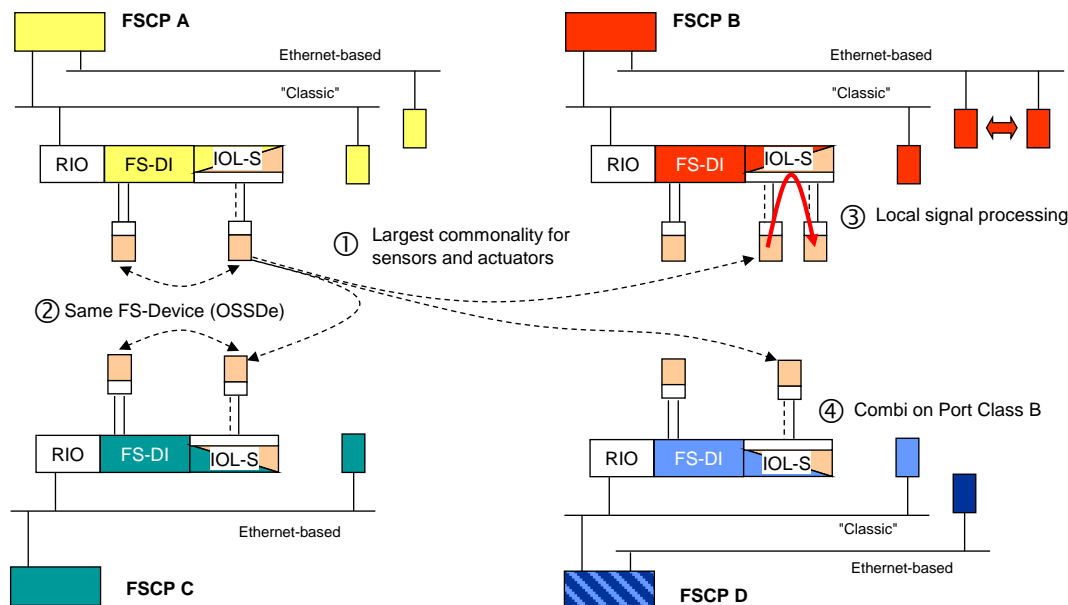 FSCP A
Ethernet-based
"Classic"
RIO
FS-DI
IOL-S
FSCP B
Ethernet-based
"Classic"
RIO
FS-DI
IOL-S
① Largest commonality for
sensors and actuators
③ Local signal processing
② Same FS-Device (OSSDe)
④ Combi on Port Class B
RIO
FS-DI
IOL-S
Ethernet-based
FSCP C
RIO
FS-DI
IOL-S
"Classic"
Ethernet-based
FSCP D